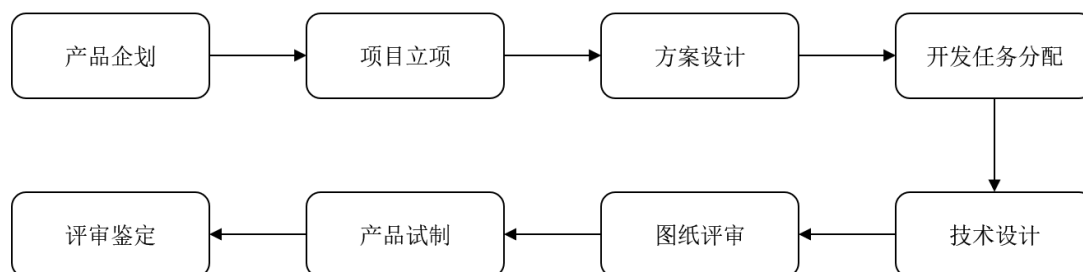 产品企划
项目立项
方案设计
开发任务分配
技术设计
图纸评审
产品试制
评审鉴定